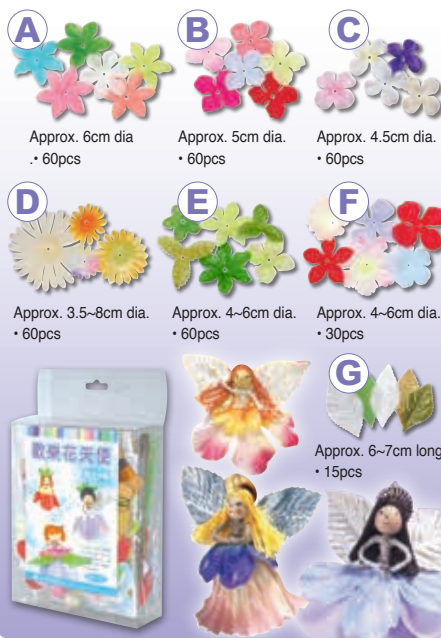 A
B
C
Approx. 6cm dia
.• 60pcs
Approx. 5cm dia.
• 60pcs
Approx. 4.5cm dia.
• 60pcs
D
E
F
Approx. 3.5~8cm dia.
• 60pcs
Approx. 4~6cm dia.
• 60pcs
Approx. 4~6cm dia.
• 30pcs
G
Approx. 6~7cm long
• 15pcs
歡樂花天使